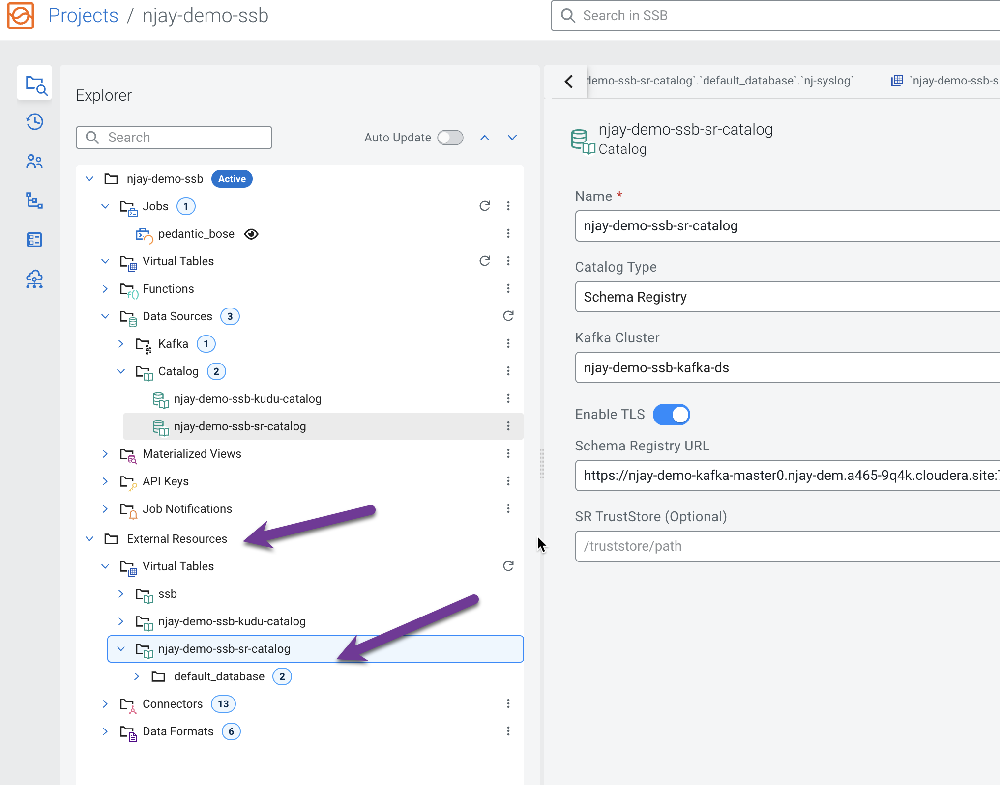 Projects / njay-demo-ssb
Search in SSB
Explorer
Search
Auto Update
njay-demo-ssb Active
Jobs 1
pedantic_bose
Virtual Tables
Functions
Data Sources 3
Kafka 1
Catalog 2
njay-demo-ssb-kudu-catalog
njay-demo-ssb-sr-catalog
Materialized Views
API Keys
Job Notifications
External Resources
Virtual Tables
ssb
njay-demo-ssb-kudu-catalog
njay-demo-ssb-sr-catalog
default_database 2
Connectors 13
Data Formats 6
demo-ssb-sr-catalog`.`default_database`.`nj-syslog` `njay-demo-ssb-s
njay-demo-ssb-sr-catalog
Catalog
Name *
njay-demo-ssb-sr-catalog
Catalog Type
Schema Registry
Kafka Cluster
njay-demo-ssb-kafka-ds
Enable TLS
Schema Registry URL
https://njay-demo-kafka-master0.njay-dem.a465-9q4k.cloudera.site:
SR TrustStore (Optional)
/truststore/path